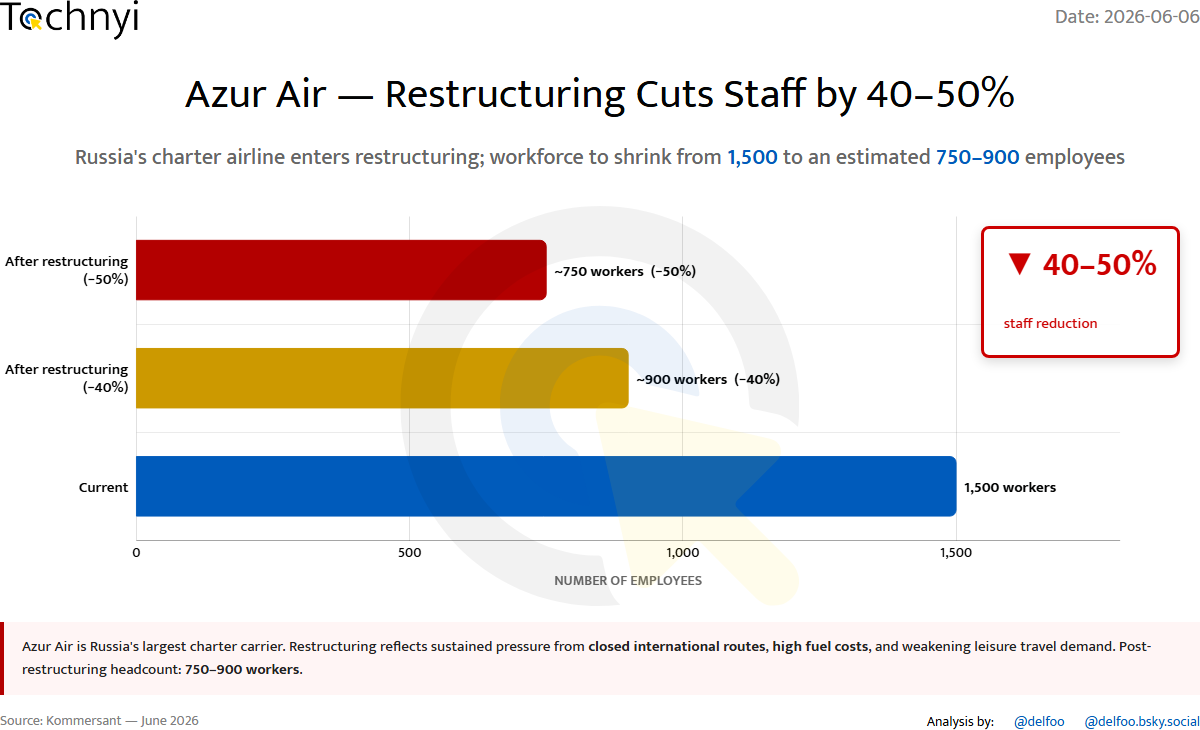 Technyi
Date: 2026-06-06
Azur Air — Restructuring Cuts Staff by 40–50%
Russia's charter airline enters restructuring; workforce to shrink from 1,500 to an estimated 750–900 employees
After restructuring
(−50%)
~750 workers (−50%)
▼ 40–50%
staff reduction
After restructuring
(−40%)
~900 workers (−40%)
Current
1,500 workers
0
500
1,000
1,500
NUMBER OF EMPLOYEES
Azur Air is Russia's largest charter carrier. Restructuring reflects sustained pressure from closed international routes, high fuel costs, and weakening leisure travel demand. Post-
restructuring headcount: 750–900 workers.
Source: Kommersant — June 2026
Analysis by: @delfoo @delfoo.bsky.social